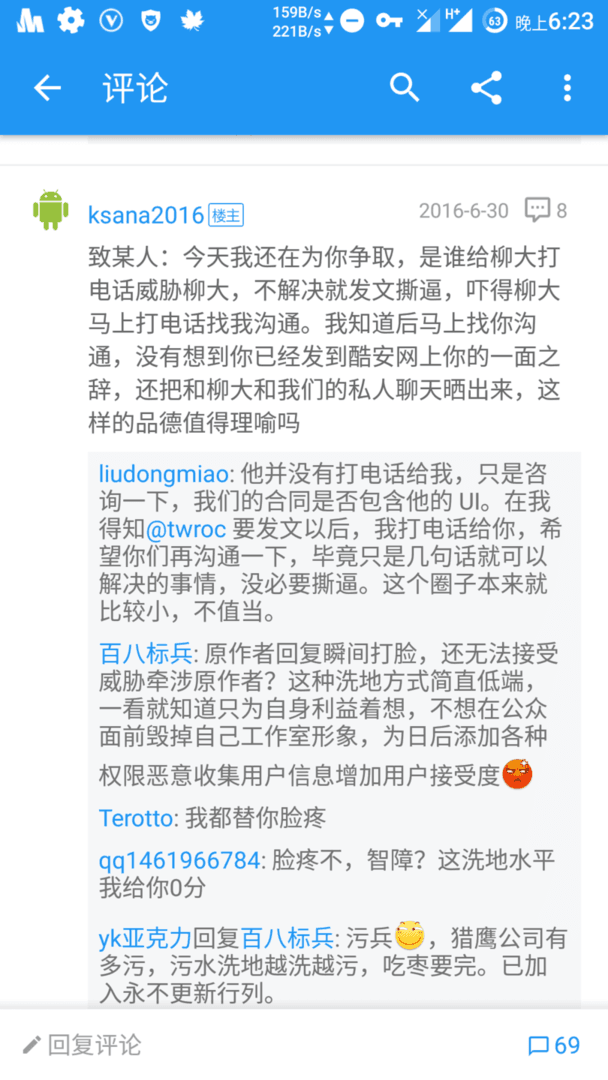 159B/s
221B/s
H+
63
晚上6:23
评论
ksana2016 楼主 2016-6-30 8
致某人：今天我还在为你争取，是谁给柳大打
电话威胁柳大，不解决就发文撕逼，吓得柳大
马上打电话找我沟通。我知道后马上找你沟
通，没有想到你已经发到酷安网上你的一面之
辞，还把和柳大和我们的私人聊天晒出来，这
样的品德值得理喻吗
liudongmiao: 他并没有打电话给我，只是咨
询一下，我们的合同是否包含他的 UI。在我
得知@twroc 要发文以后，我打电话给你，希
望你们再沟通一下，毕竟只是几句话就可以
解决的事情，没必要撕逼。这个圈子本来就
比较小，不值当。
百八标兵: 原作者回复瞬间打脸，还无法接受
威胁牵涉原作者？这种洗地方式简直低端，
一看就知道只为自身利益着想，不想在公众
面前毁掉自己工作室形象，为日后添加各种
权限恶意收集用户信息增加用户接受度
Terotto: 我都替你脸疼
qq1461966784: 脸疼不，智障？这洗地水平
我给你0分
yk亚克力回复百八标兵: 污兵，猎鹰公司有
多污，污水洗地越洗越污，吃枣要完。已加
入永不更新行列。
回复评论
69